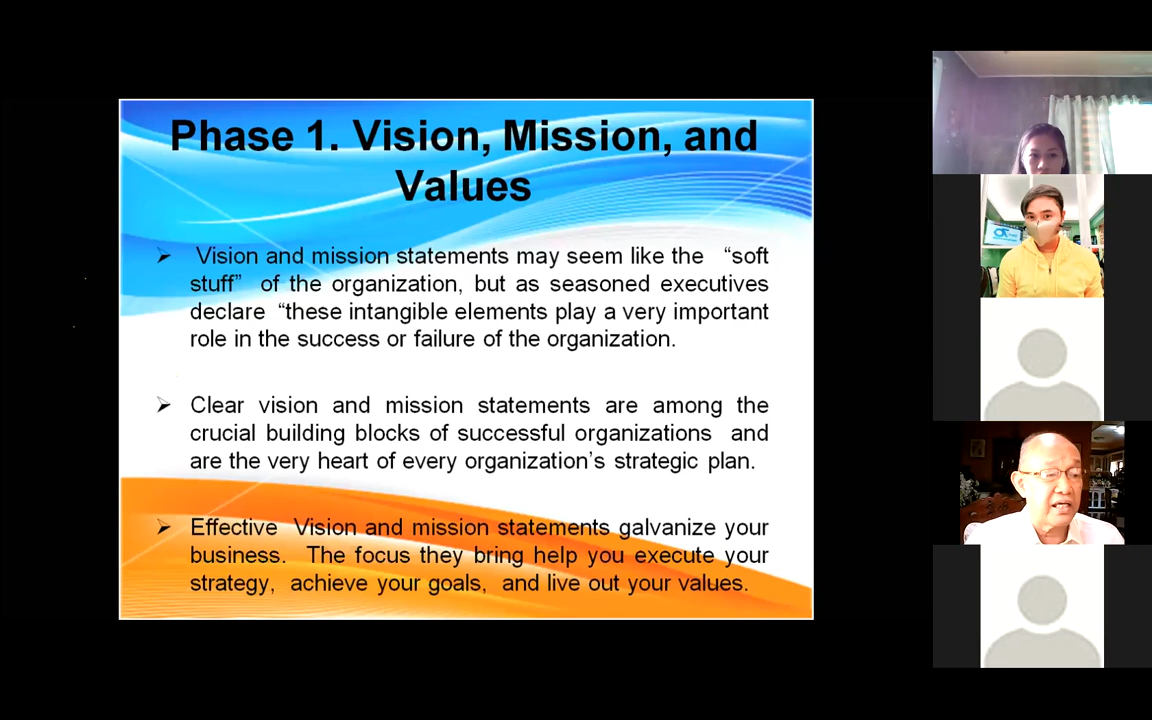 Phase 1. Vision, Mission, and
Values
➢ Vision and mission statements may seem like the “soft
stuff” of the organization, but as seasoned executives
declare “these intangible elements play a very important
role in the success or failure of the organization.
➢ Clear vision and mission statements are among the
crucial building blocks of successful organizations and
are the very heart of every organization’s strategic plan.
➢ Effective Vision and mission statements galvanize your
business. The focus they bring help you execute your
strategy, achieve your goals, and live out your values.